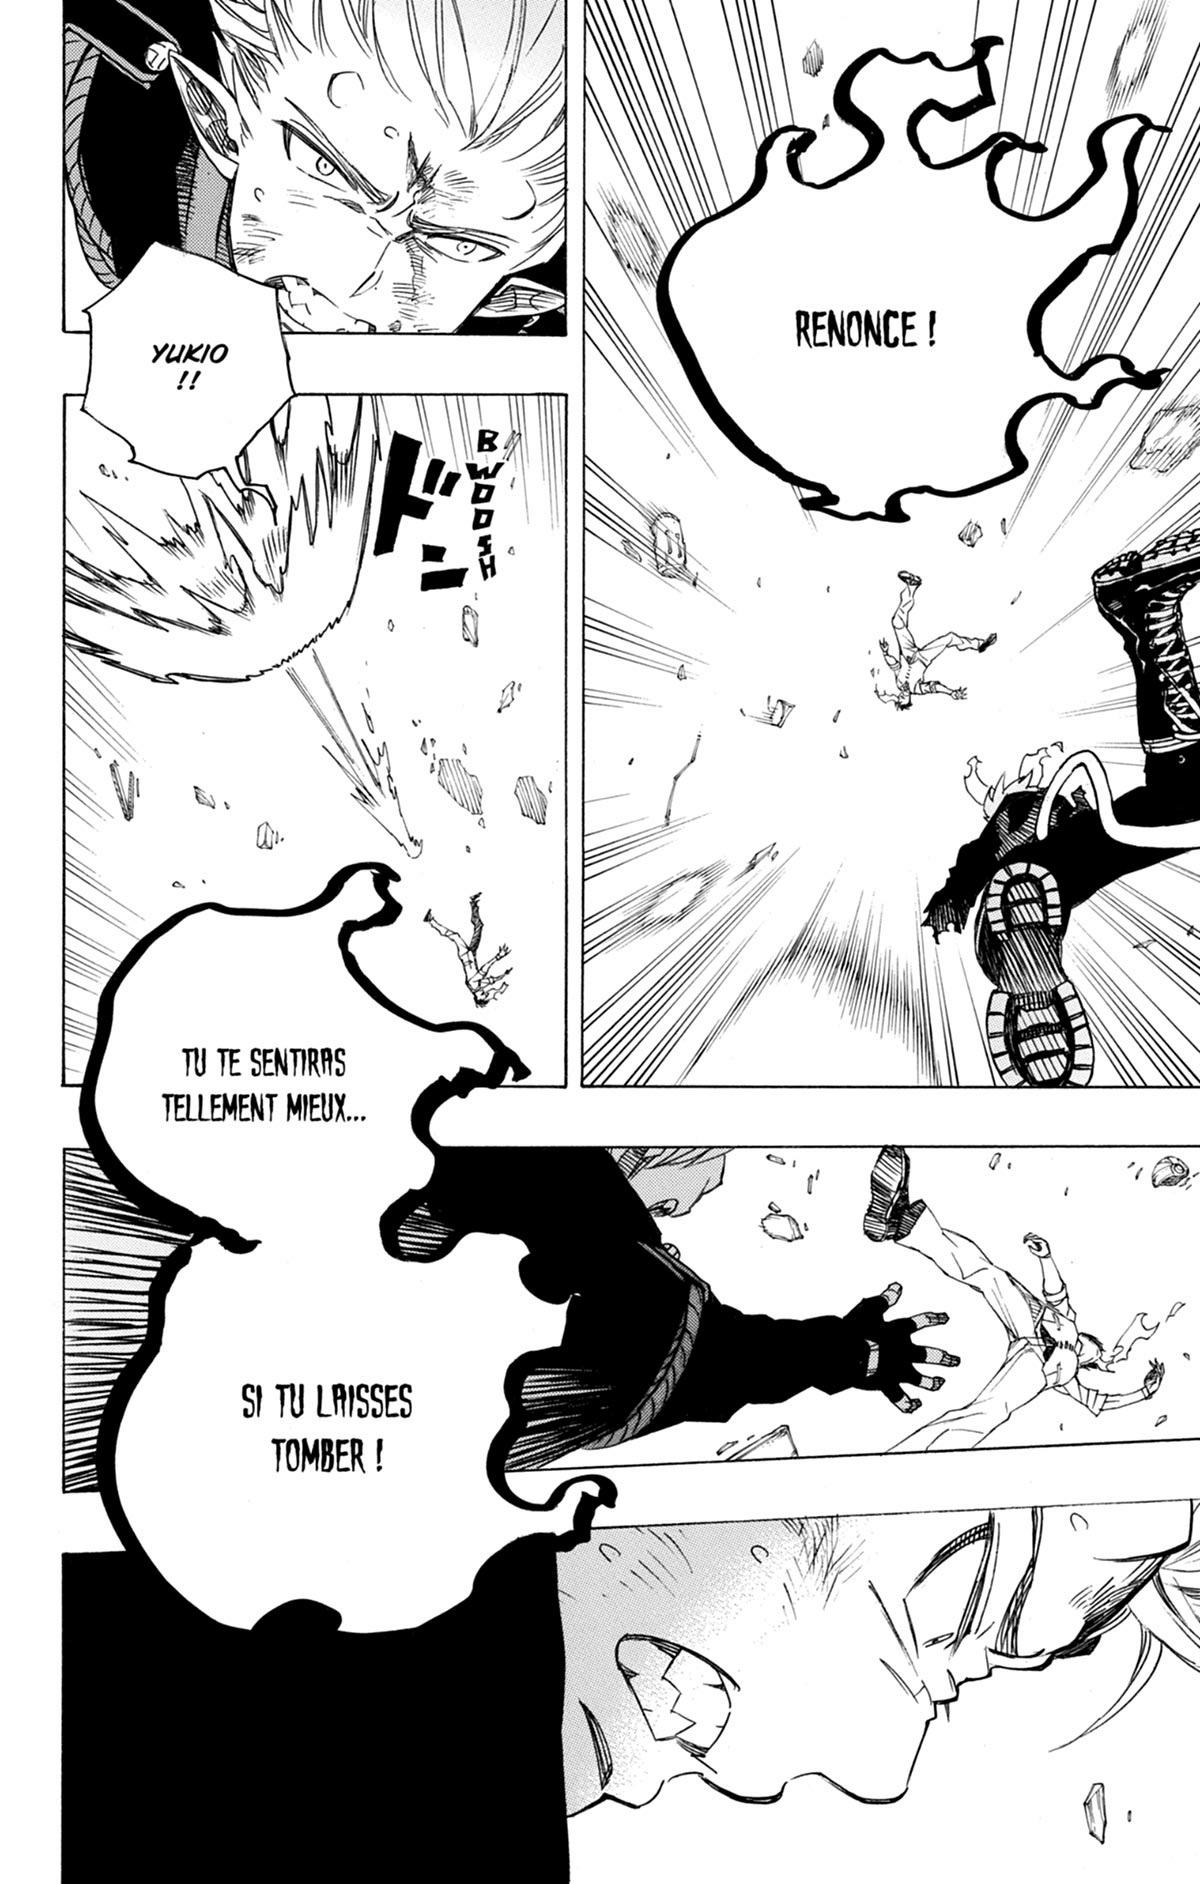 RENONCE !
YUKIO
!!
BWOOSH
ドン
TU TE SENTIRAS
TELLEMENT MIEUX...
SI TU LAISSES
TOMBER !